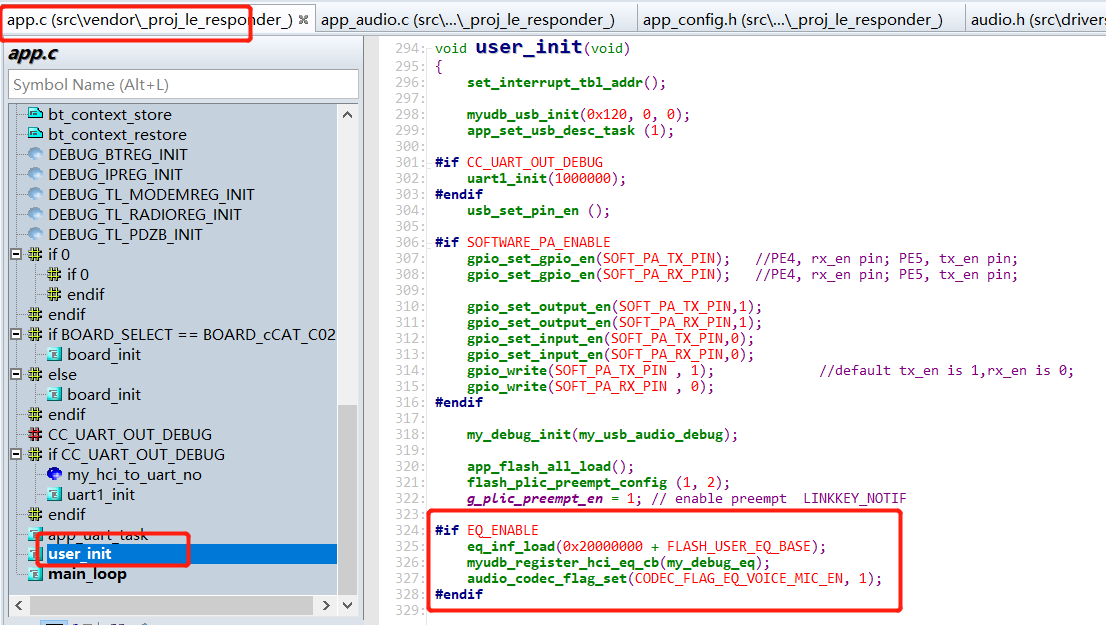 app.c (src\vendor\_proj_le_responder_) × app_audio.c (src\...\_proj_le_responder_) app_config.h (src\...\_proj_le_responder_) audio.h (src\drivers
app.c
Symbol Name (Alt+L)
bt_context_store
bt_context_restore
DEBUG_BTREG_INIT
DEBUG_IPREG_INIT
DEBUG_TL_MODEMREG_INIT
DEBUG_TL_RADIOREG_INIT
DEBUG_TL_PDZB_INIT
if 0
if 0
endif
endif
if BOARD_SELECT == BOARD_cCAT_C02
board_init
else
board_init
endif
CC_UART_OUT_DEBUG
if CC_UART_OUT_DEBUG
my_hci_to_uart_no
uart1_init
endif
app_uart_task
user_init
main_loop
294: void user_init(void)
295: {
296: set_interrupt_tbl_addr();
297:
298: myudb_usb_init(0x120, 0, 0);
299: app_set_usb_desc_task (1);
300:
301: #if CC_UART_OUT_DEBUG
302: uart1_init(1000000);
303: #endif
304: usb_set_pin_en ();
305:
306: #if SOFTWARE_PA_ENABLE
307: gpio_set_gpio_en(SOFT_PA_TX_PIN); //PE4, rx_en pin; PE5, tx_en pin;
308: gpio_set_gpio_en(SOFT_PA_RX_PIN); //PE4, rx_en pin; PE5, tx_en pin;
309:
310: gpio_set_output_en(SOFT_PA_TX_PIN,1);
311: gpio_set_output_en(SOFT_PA_RX_PIN,1);
312: gpio_set_input_en(SOFT_PA_TX_PIN,0);
313: gpio_set_input_en(SOFT_PA_RX_PIN,0);
314: gpio_write(SOFT_PA_TX_PIN , 1); //default tx_en is 1,rx_en is 0;
315: gpio_write(SOFT_PA_RX_PIN , 0);
316: #endif
317:
318: my_debug_init(my_usb_audio_debug);
319:
320: app_flash_all_load();
321: flash_plic_preempt_config (1, 2);
322: g_plic_preempt_en = 1; // enable preempt LINKKEY_NOTIF
323:
324: #if EQ_ENABLE
325: eq_inf_load(0x20000000 + FLASH_USER_EQ_BASE);
326: myudb_register_hci_eq_cb(my_debug_eq);
327: audio_codec_flag_set(CODEC_FLAG_EQ_VOICE_MIC_EN, 1);
328: #endif
329: